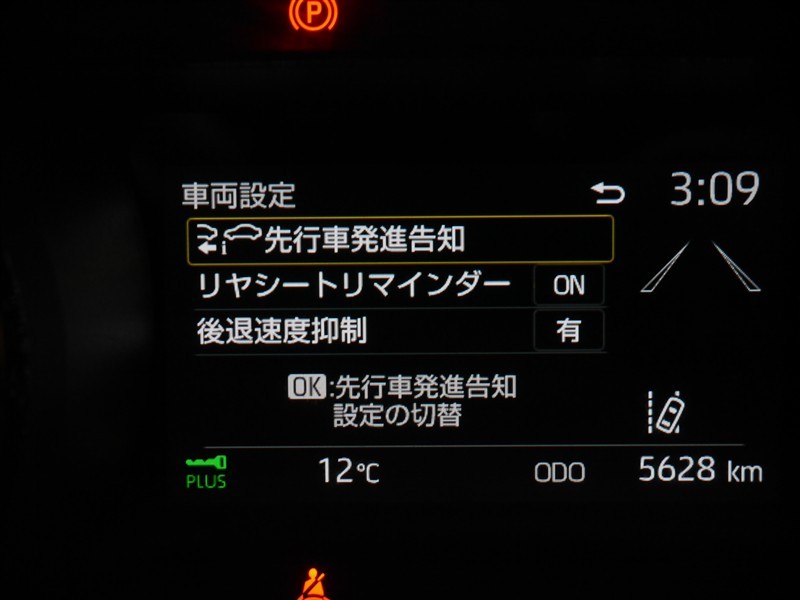 P
車両設定 3:09
先行車発進告知
リヤシートリマインダー ON
後退速度抑制 有
OK:先行車発進告知
設定の切替
PLUS 12℃ ODO 5628 km